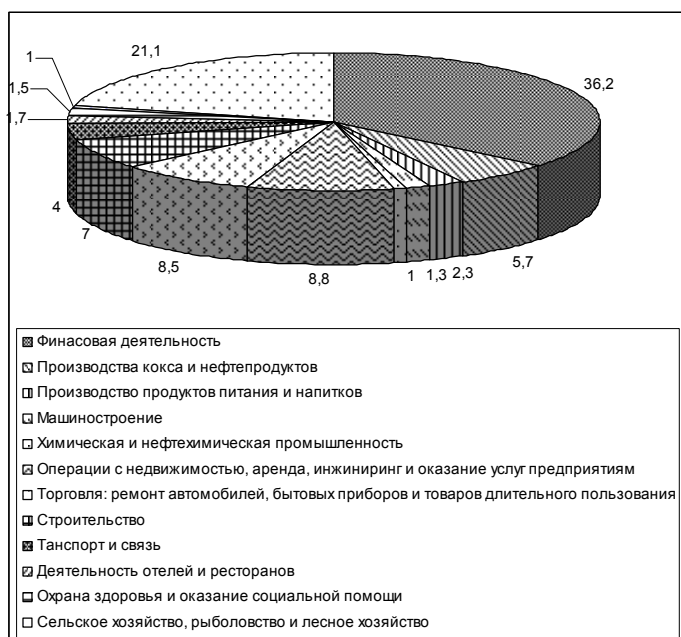 21,1
36,2
1
1,5
1,7
4
7
8,5
8,8
1
1,3
2,3
5,7
Финасовая деятельность
Производства кокса и нефтепродуктов
Производство продуктов питания и напитков
Машиностроение
Химическая и нефтехимическая промышленность
Операции с недвижимостью, аренда, инжиниринг и оказание услуг предприятиям
Торговля: ремонт автомобилей, бытовых приборов и товаров длительного пользования
Строительство
Танспорт и связь
Деятельность отелей и ресторанов
Охрана здоровья и оказание социальной помощи
Сельское хозяйство, рыболовство и лесное хозяйство